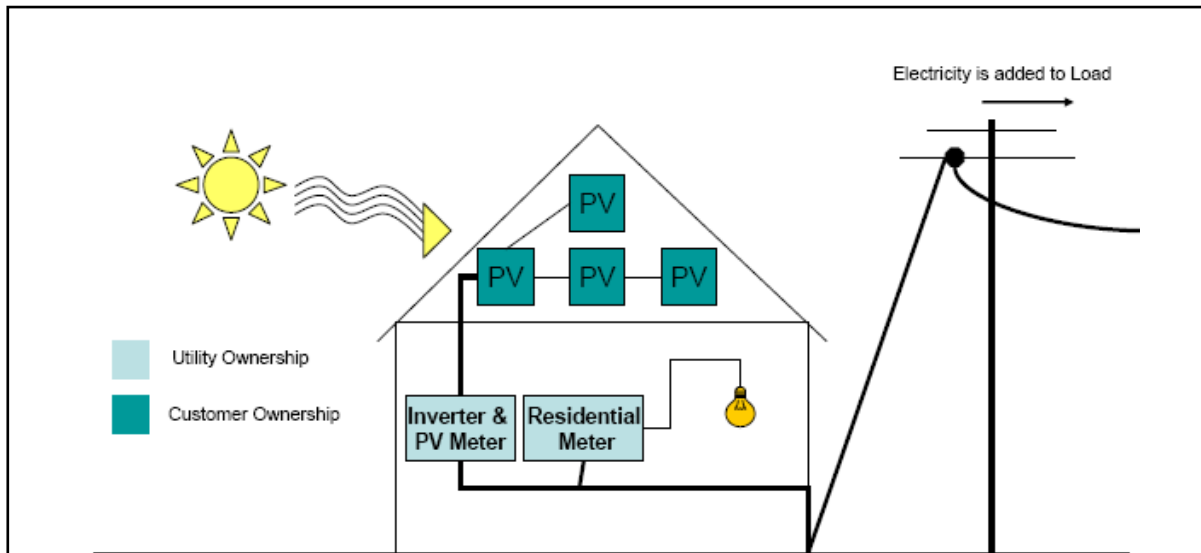 Electricity is added to Load
PV
PV
PV
PV
Utility Ownership
Customer Ownership
Inverter &
PV Meter
Residential
Meter